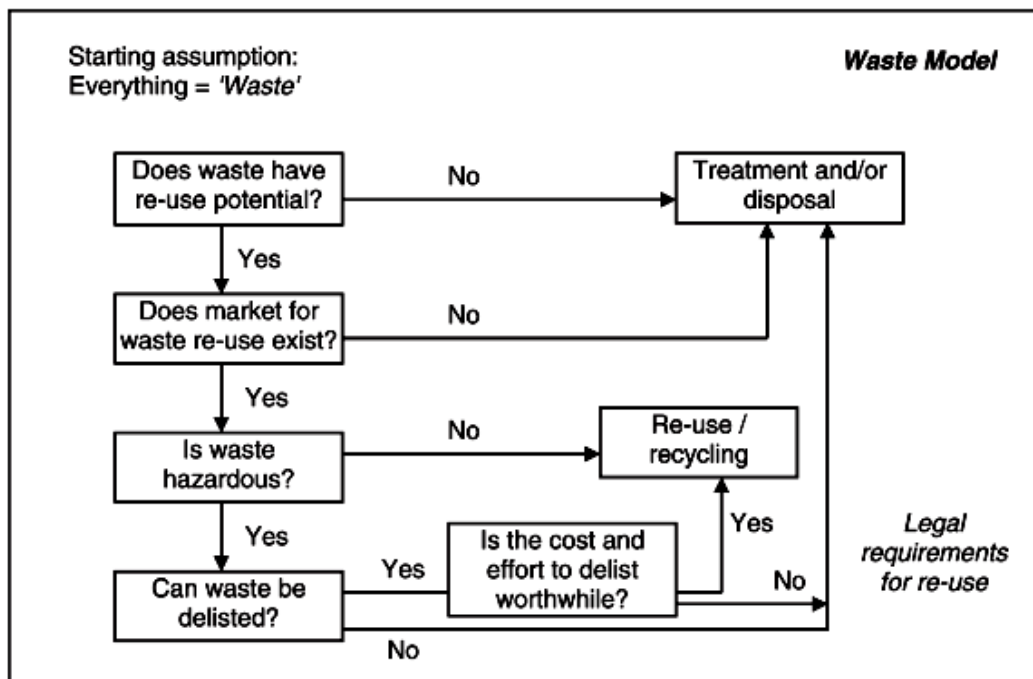 Starting assumption:
Everything = 'Waste'
Waste Model
Does waste have
re-use potential?
No
Treatment and/or
disposal
Yes
Does market for
waste re-use exist?
No
Yes
Is waste
hazardous?
No
Re-use /
recycling
Yes
Can waste be
delisted?
Yes
Is the cost and
effort to delist
worthwhile?
Yes
No
No
Legal
requirements
for re-use